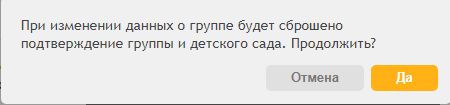 При изменении данных о группе будет сброшено
подтверждение группы и детского сада. Продолжить?
Отмена Да